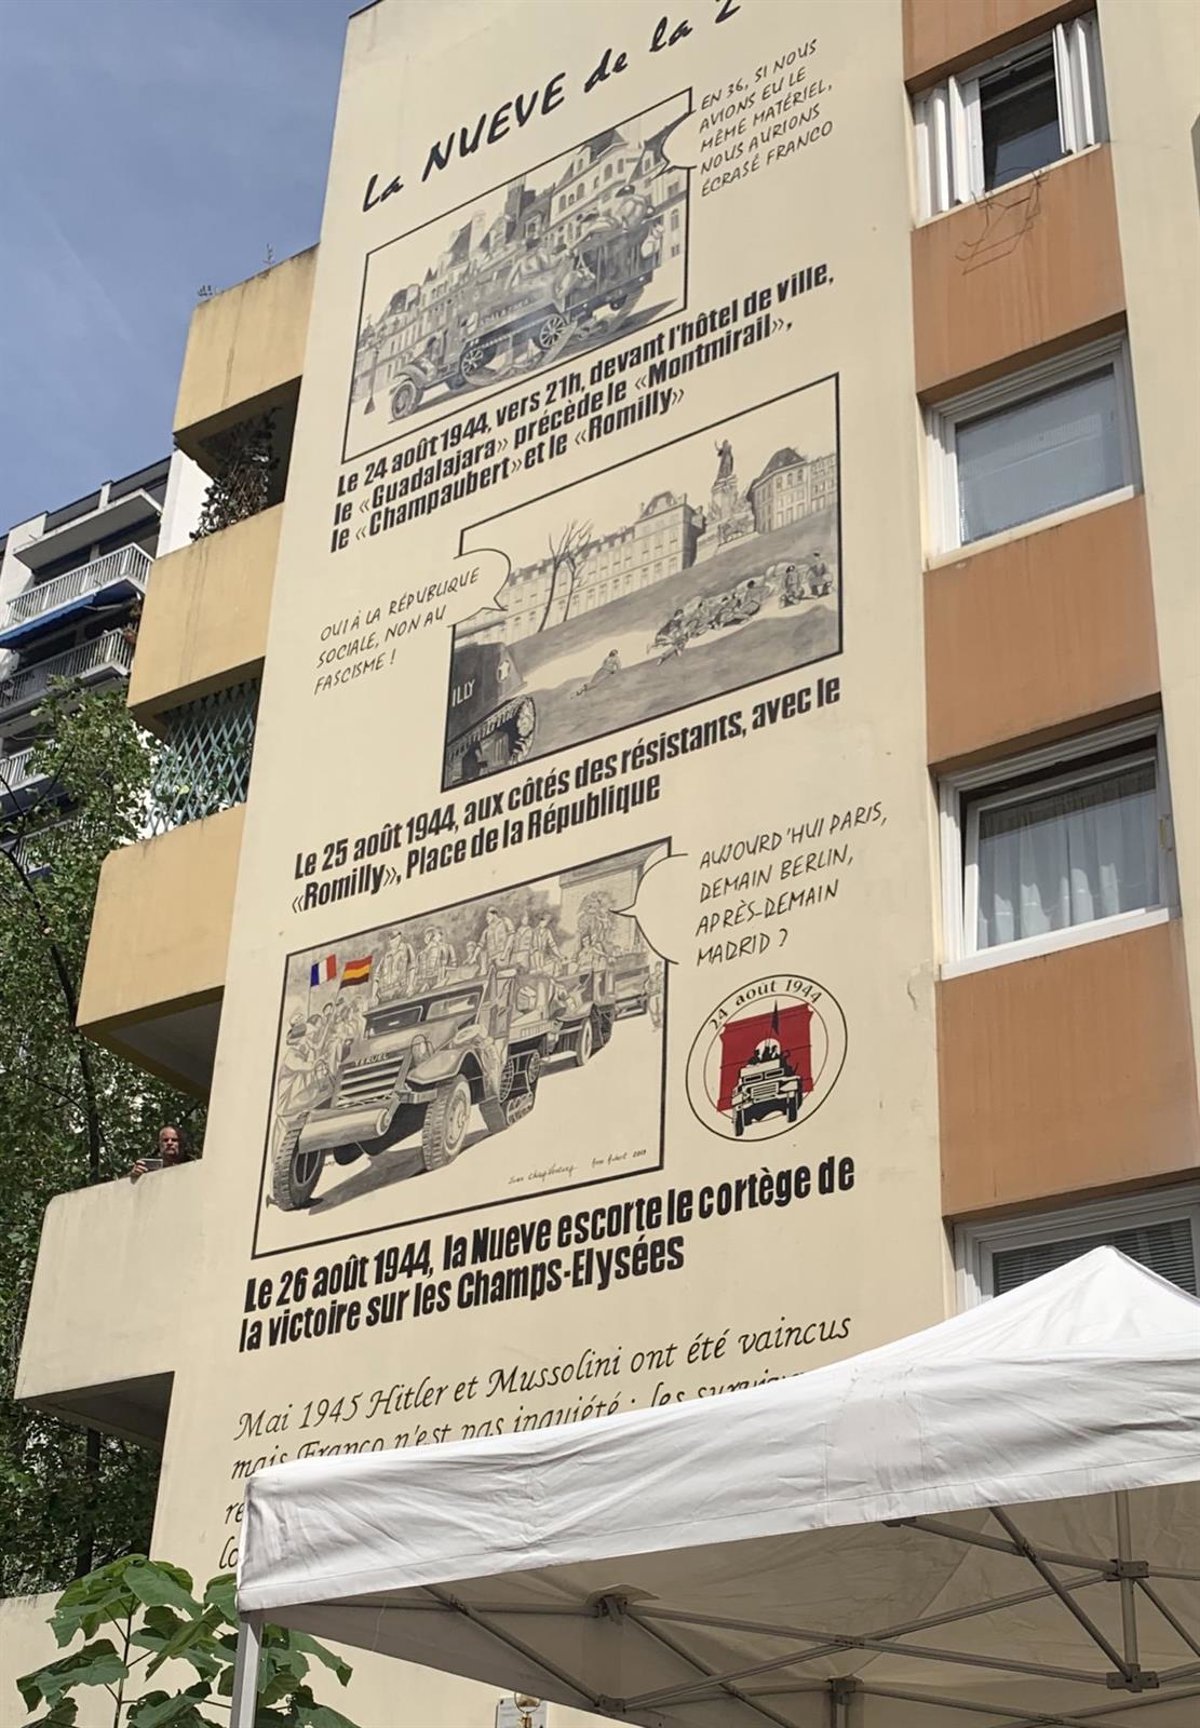 La NUEVE de la 2
EN 36, SI NOUS
AVIONS EU LE
MÊME MATÉRIEL,
NOUS AURIONS
ÉCRASÉ FRANCO
Le 24 août 1944, vers 21h, devant l'hôtel de ville,
le «Guadalajara» précède le «Montmirail»,
le «Champaubert» et le «Romilly»
OUI À LA RÉPUBLIQUE
SOCIALE, NON AU
FASCISME !
ILLY
Le 25 août 1944, aux côtés des résistants, avec le
«Romilly», Place de la République
AUJOURD'HUI PARIS,
DEMAIN BERLIN,
APRÈS-DEMAIN
MADRID ?
TERUEL
24 août 1944
Le 26 août 1944, la Nueve escorte le cortège de
la victoire sur les Champs-Elysées
Mai 1945 Hitler et Mussolini ont été vaincus
mais Franco n'est pas inquiété : les
re